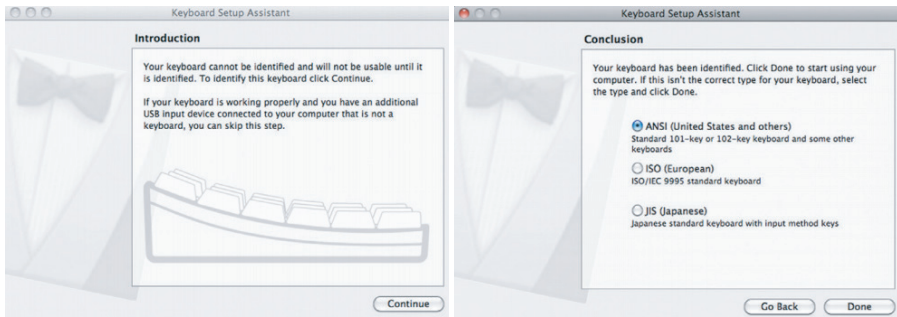 Keyboard Setup Assistant
Introduction
Your keyboard cannot be identified and will not be usable until it
is identified. To identify this keyboard click Continue.
If your keyboard is working properly and you have an additional
USB input device connected to your computer that is not a
keyboard, you can skip this step.
Continue
Keyboard Setup Assistant
Conclusion
Your keyboard has been identified. Click Done to start using your
computer. If this isn't the correct type for your keyboard, select
the type and click Done.
ANSI (United States and others)
Standard 101-key or 102-key keyboard and some other
keyboards
ISO (European)
ISO/IEC 9995 standard keyboard
JIS (Japanese)
Japanese standard keyboard with input method keys
Go Back
Done